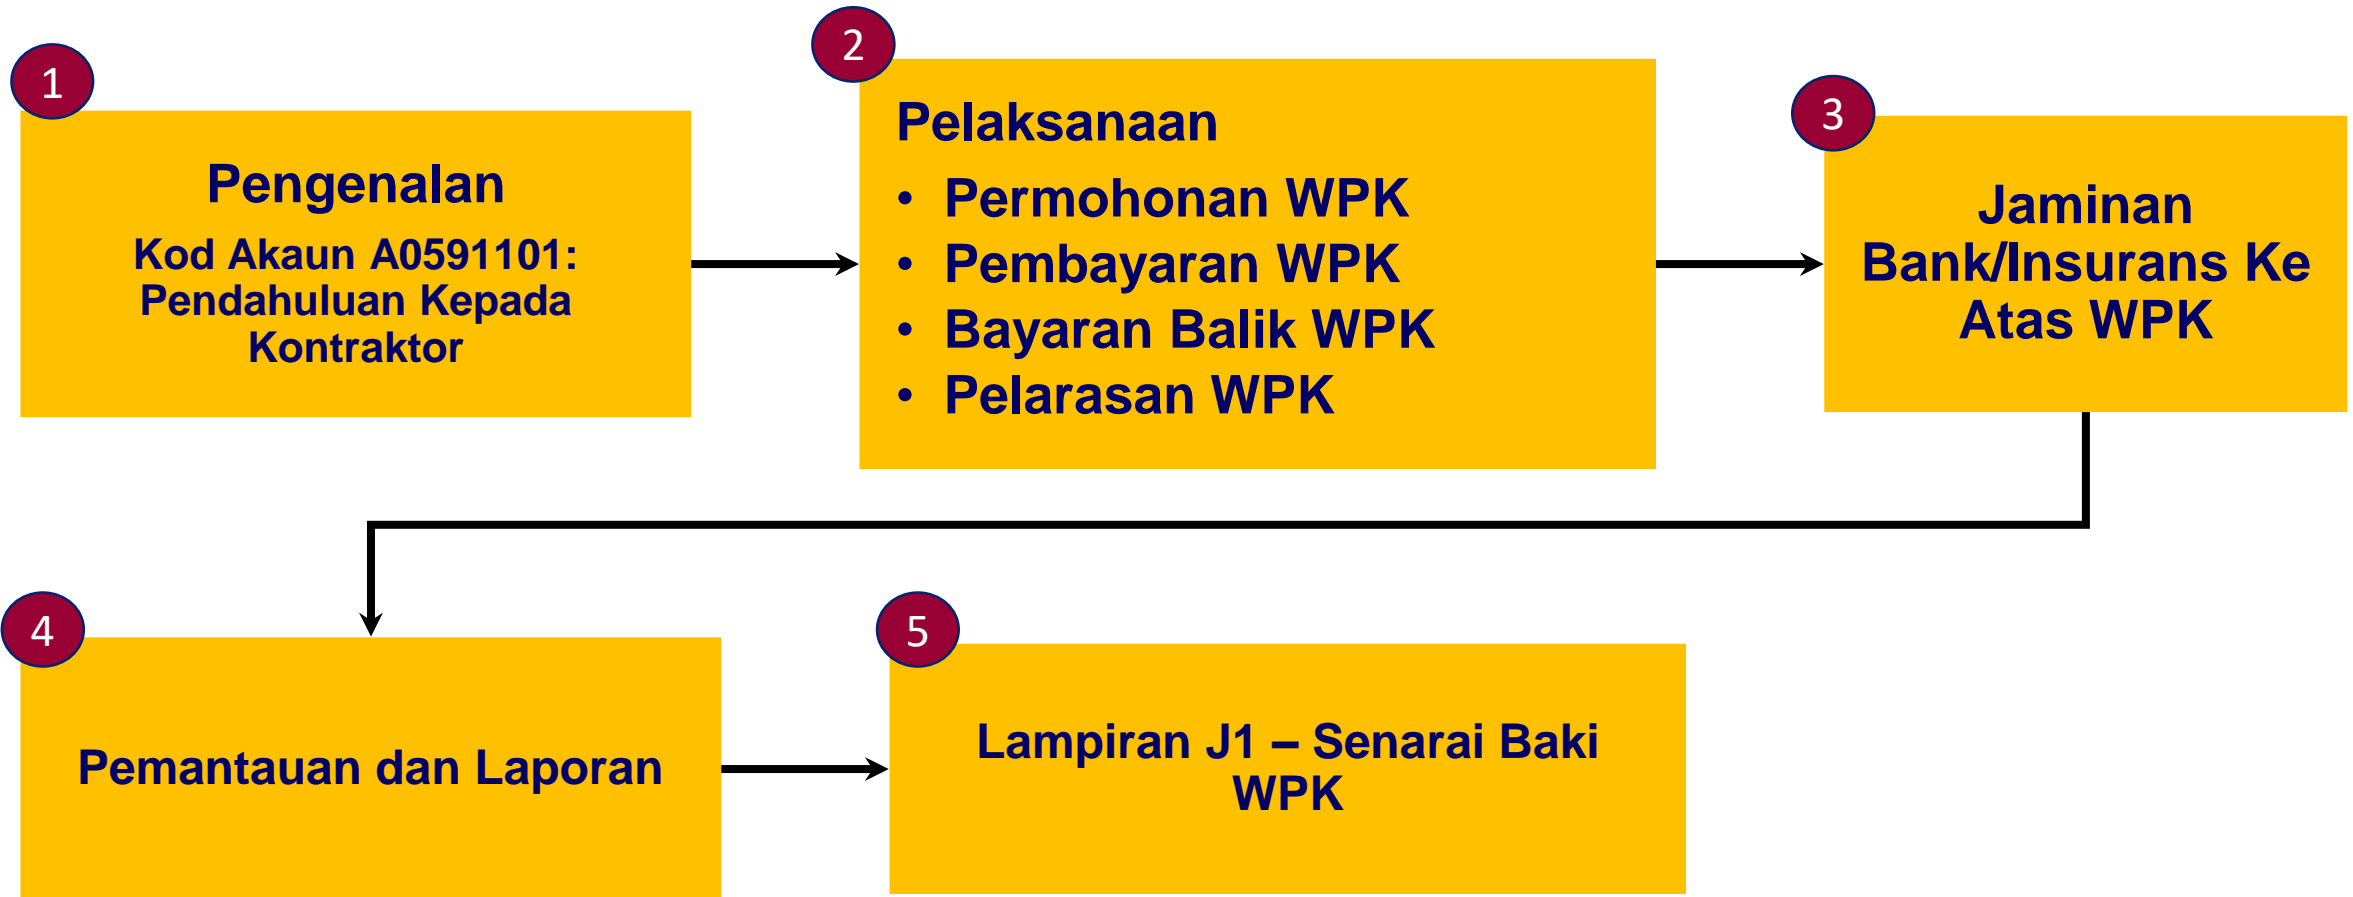 1
Pengenalan
Kod Akaun A0591101:
Pendahuluan Kepada
Kontraktor
2
Pelaksanaan
• Permohonan WPK
• Pembayaran WPK
• Bayaran Balik WPK
• Pelarasan WPK
3
Jaminan
Bank/Insurans Ke
Atas WPK
4
Pemantauan dan Laporan
5
Lampiran J1 – Senarai Baki
WPK